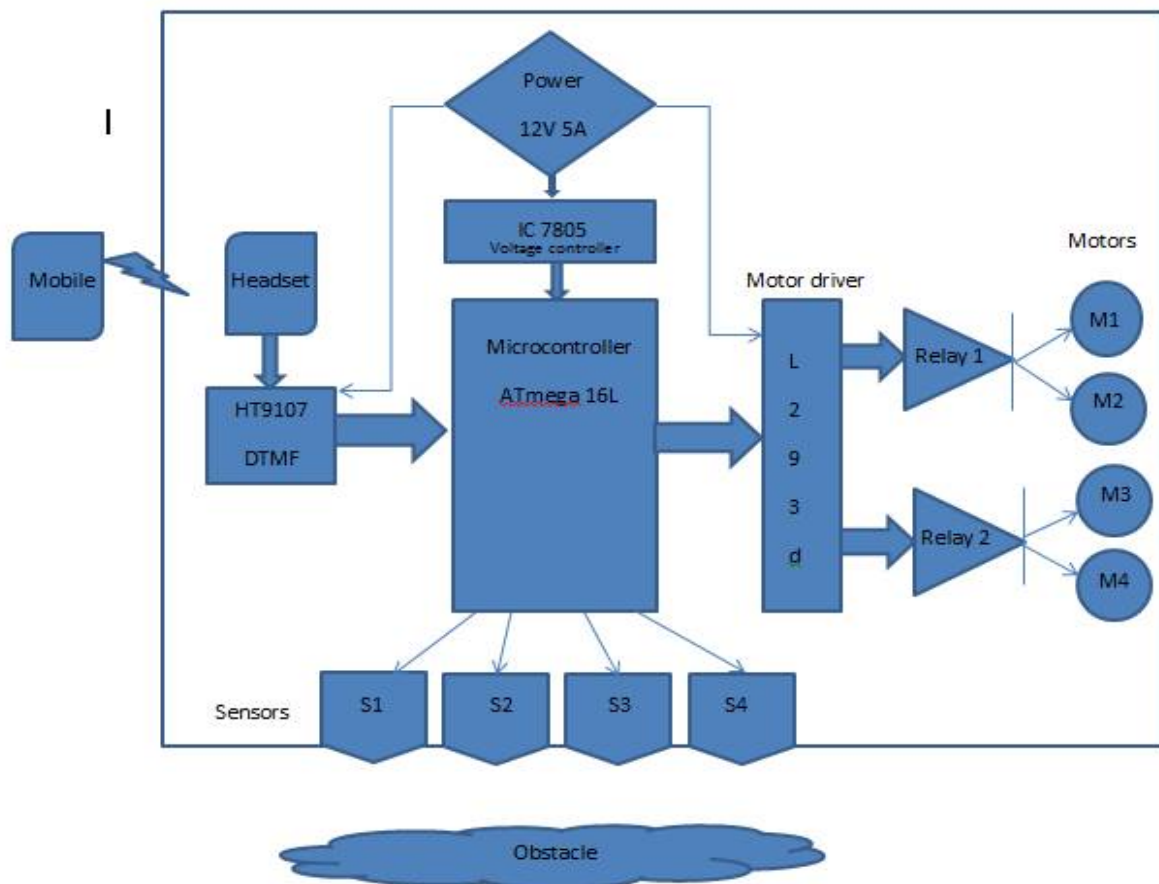 Power
12V 5A
I
IC 7805
Voltage controller
Mobile
Headset
Motors
Motor driver
M1
Microcontroller
ATmega 16L
L
2
9
3
d
Relay 1
M2
HT9107
DTMF
M3
Relay 2
M4
Sensors
S1
S2
S3
S4
Obstacle